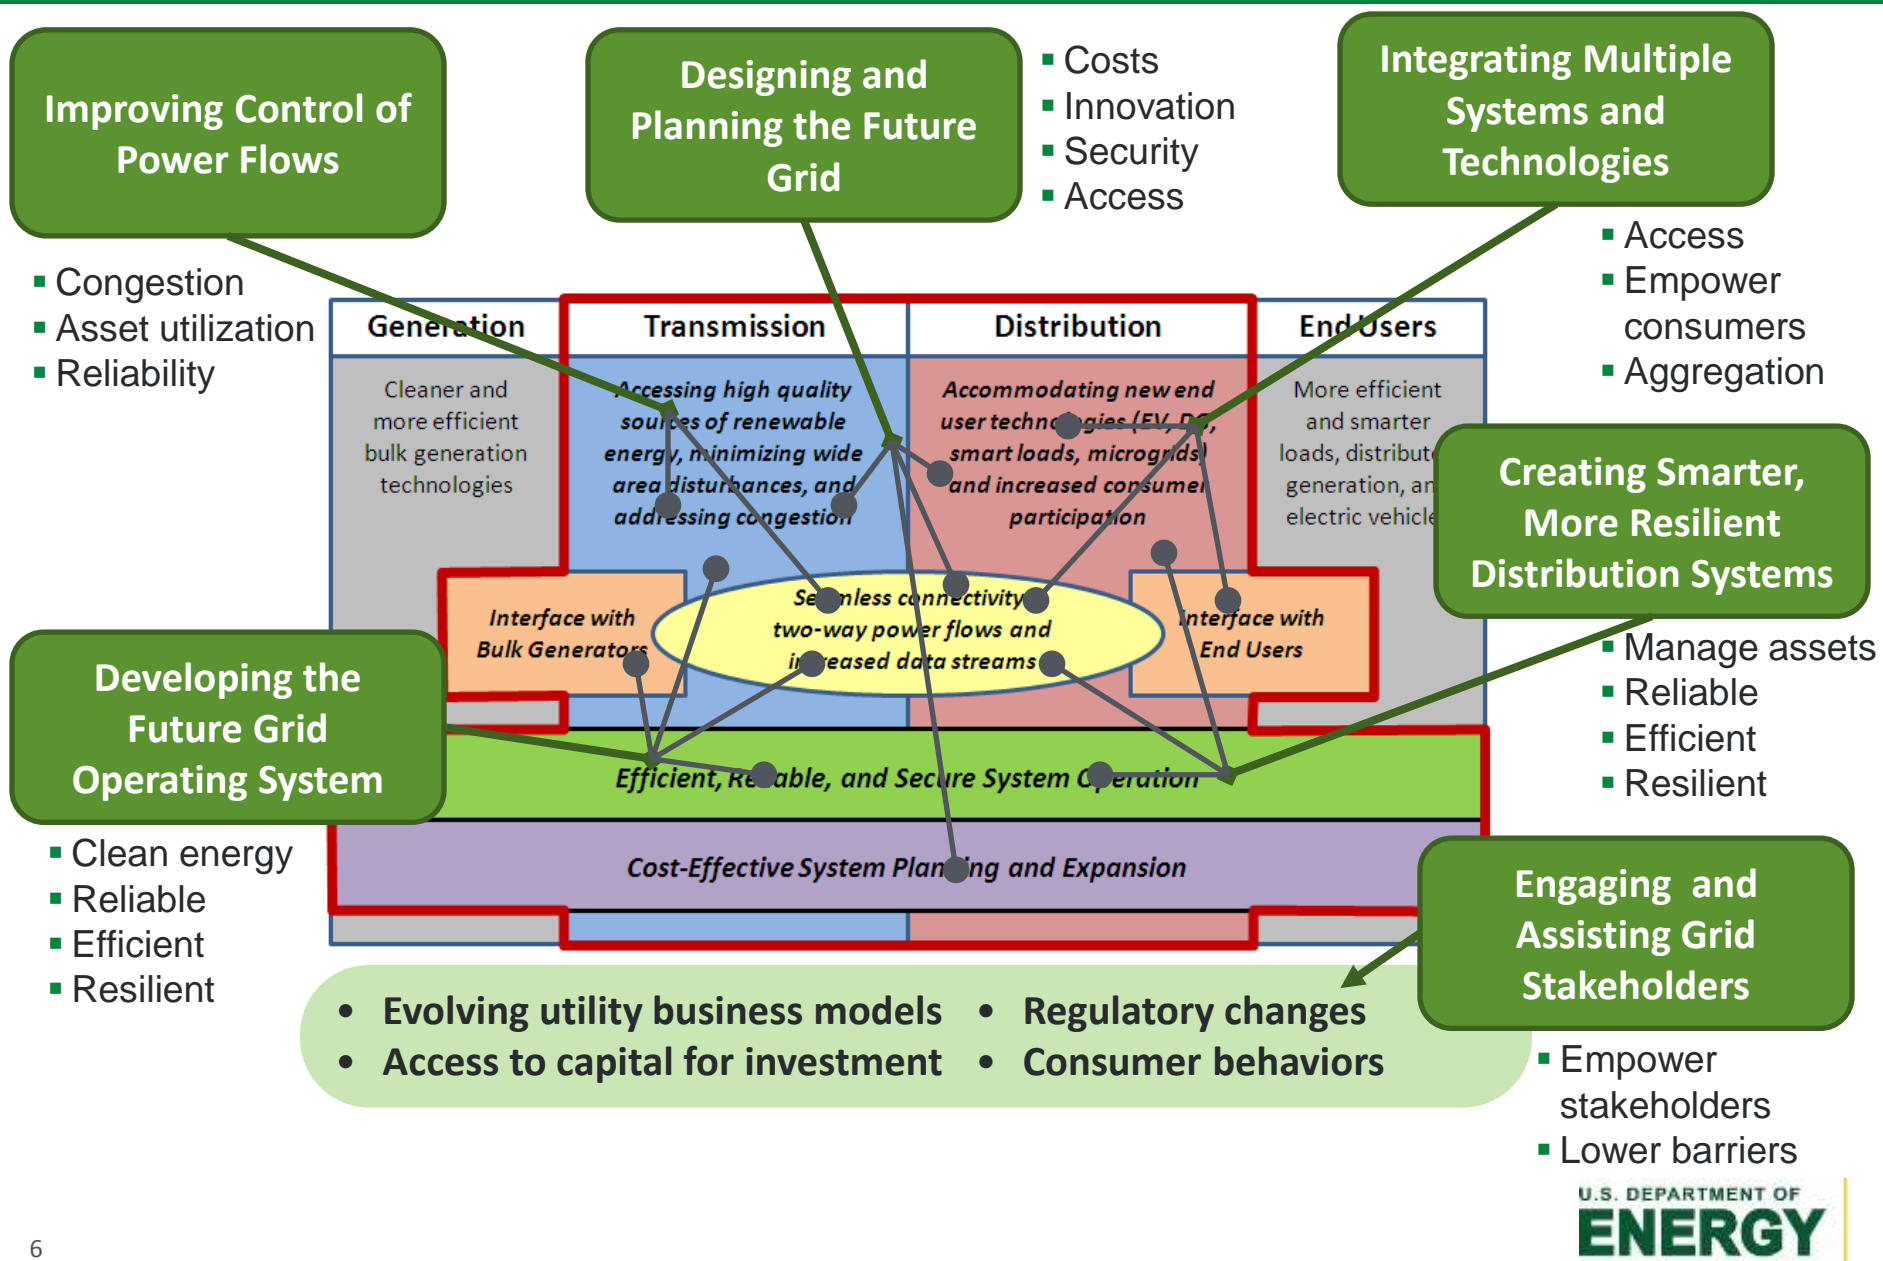 Improving Control of
Power Flows
Congestion
Asset utilization
Reliability
Designing and
Planning the Future
Grid
Costs
Innovation
Security
Access
Integrating Multiple
Systems and
Technologies
Access
Empower
consumers
Aggregation
Generation
Transmission
Distribution
End Users
Cleaner and
more efficient
bulk generation
technologies
Accessing high quality
sources of renewable
energy, minimizing wide
area disturbances, and
addressing congestion
Accommodating new end
user technologies (EV, DG,
smart loads, microgrids)
and increased consumer
participation
More efficient
and smarter
loads, distribute
generation, an
electric vehicle
Creating Smarter,
More Resilient
Distribution Systems
Manage assets
Reliable
Efficient
Resilient
Interface with
Bulk Generators
Seamless connectivity
two-way power flows and
increased data streams
Interface with
End Users
Developing the
Future Grid
Operating System
Clean energy
Reliable
Efficient
Resilient
Efficient, Reliable, and Secure System Operation
Cost-Effective System Planning and Expansion
Engaging and
Assisting Grid
Stakeholders
Empower
stakeholders
Lower barriers
• Evolving utility business models • Regulatory changes
• Access to capital for investment • Consumer behaviors
6
U.S. DEPARTMENT OF
ENERGY